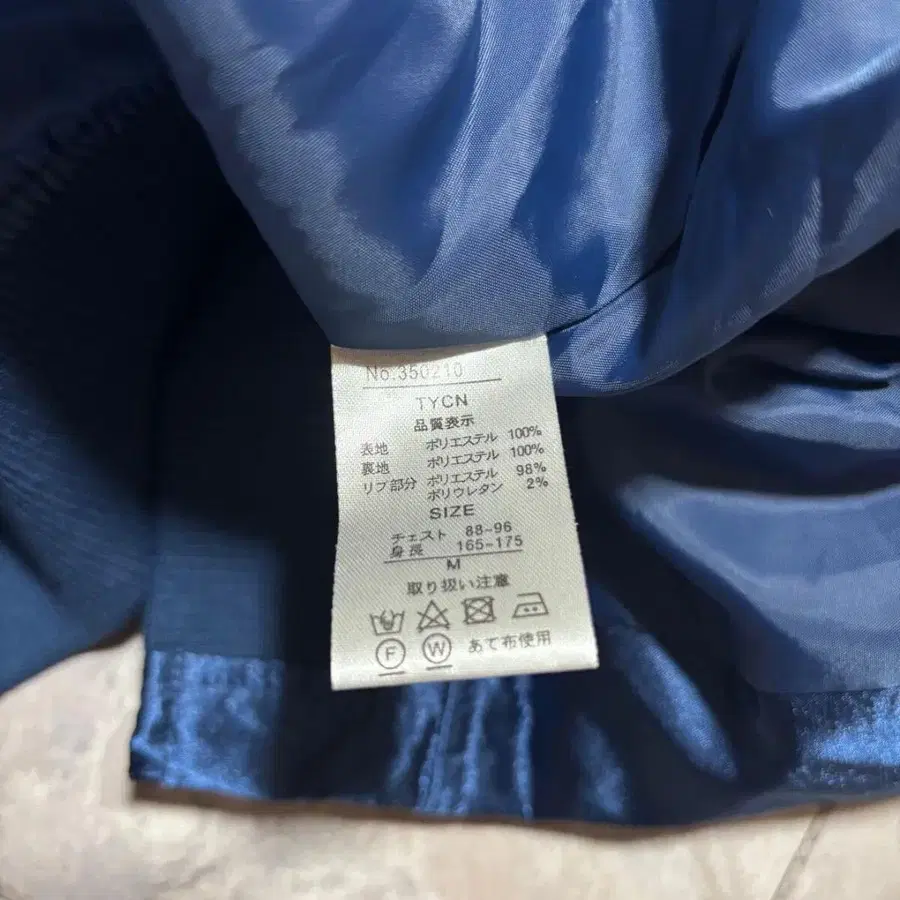 No.350210
TYCN
品質表示
表地 ポリエステル 100%
裏地 ポリエステル 100%
リブ部分 ポリエステル 98%
ポリウレタン 2%
SIZE
チェスト 88-96
身長 165-175
M
取り扱い注意
F W あて布使用